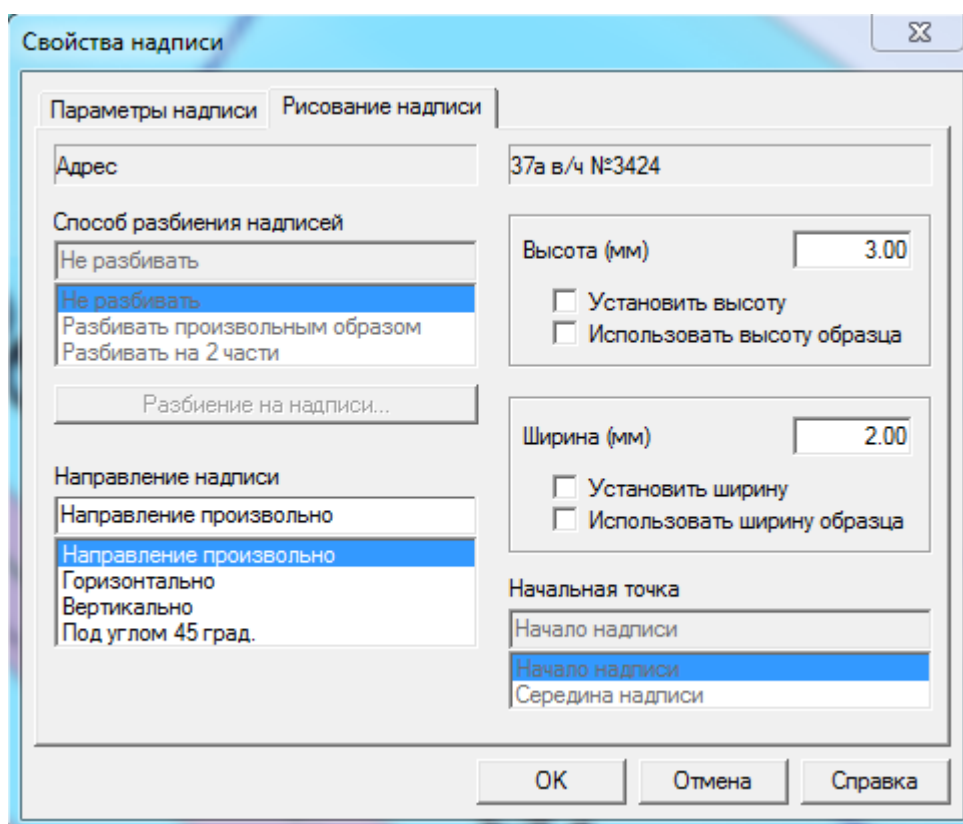 Свойства надписи
Параметры надписи
Рисование надписи
Адрес
37а в/ч №3424
Способ разбиения надписей
Не разбивать
Не разбивать
Разбивать произвольным образом
Разбивать на 2 части
Разбиение на надписи...
Направление надписи
Направление произвольно
Направление произвольно
Горизонтально
Вертикально
Под углом 45 град.
Высота (мм)
3.00
Установить высоту
Использовать высоту образца
Ширина (мм)
2.00
Установить ширину
Использовать ширину образца
Начальная точка
Начало надписи
Начало надписи
Середина надписи
OK
Отмена
Справка